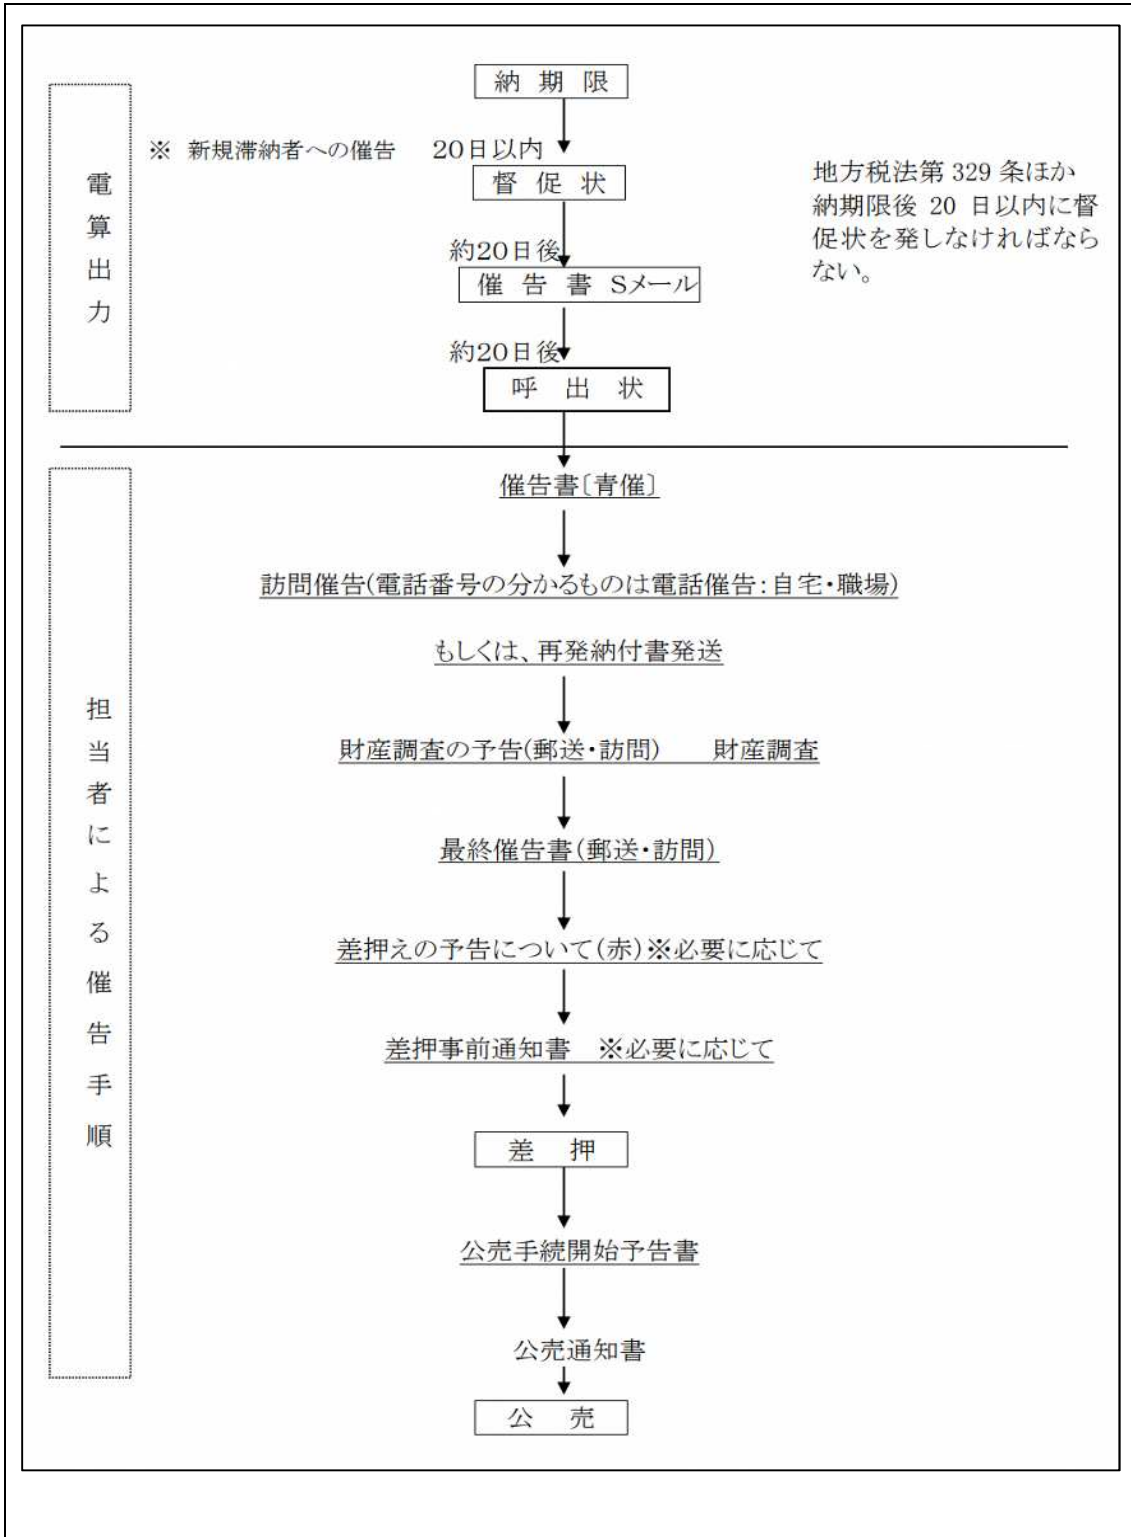 納 期 限
※ 新規滞納者への催告 20日以内
督 促 状
約20日後
催 告 書 Sメール
約20日後
呼 出 状
電算出力
地方税法第 329 条ほか
納期限後 20 日以内に督
促状を発しなければなら
ない。
担当者による催告手順
催告書〔青催〕
訪問催告(電話番号の分かるものは電話催告:自宅・職場)
もしくは、再発納付書発送
財産調査の予告(郵送・訪問) 財産調査
最終催告書(郵送・訪問)
差押えの予告について(赤)※必要に応じて
差押事前通知書 ※必要に応じて
差 押
公売手続開始予告書
公売通知書
公 売